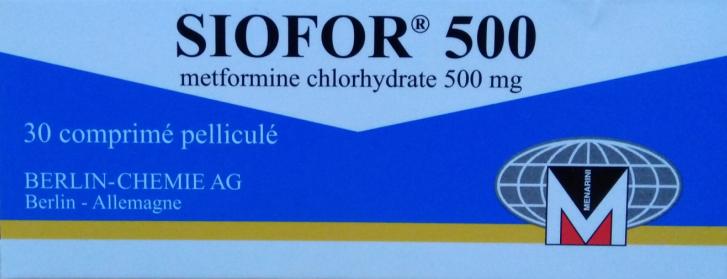 SIOFOR® 500
metformine chlorhydrate 500 mg
30 comprimé pelliculé
BERLIN-CHEMIE AG
Berlin - Allemagne
MENARINI